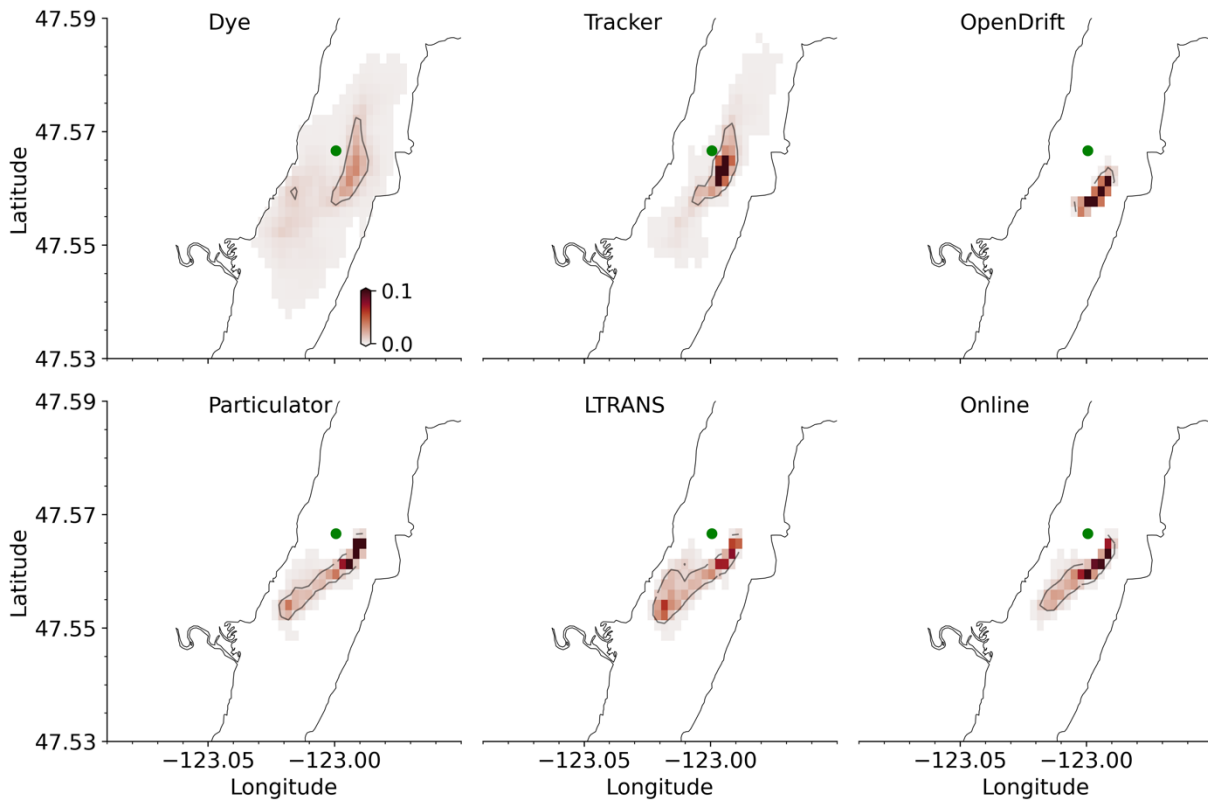 Dye
Tracker
OpenDrift
47.59
47.57
47.55
47.53
Latitude
0.1
0.0
Particulator
LTRANS
Online
47.59
47.57
47.55
47.53
Latitude
−123.05 −123.00
−123.05 −123.00
−123.05 −123.00
Longitude
Longitude
Longitude